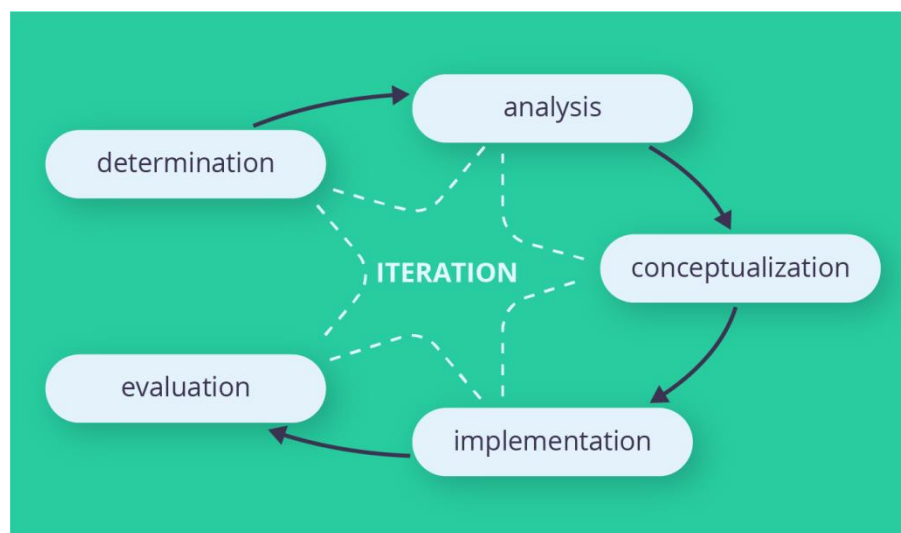 analysis
determination
conceptualization
ITERATION
evaluation
implementation